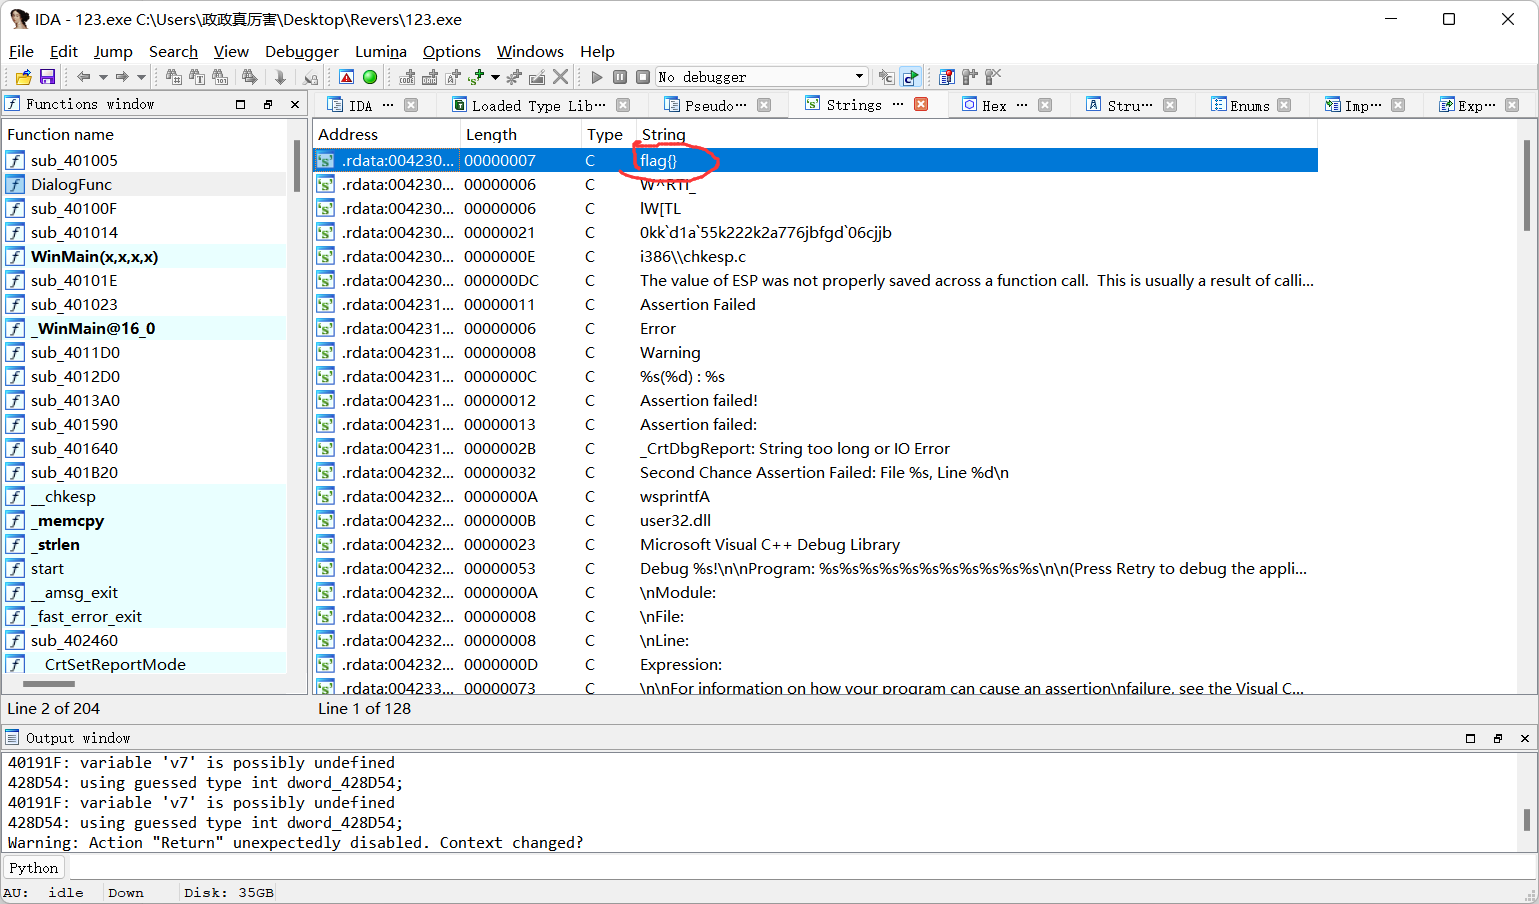 IDA - 123.exe C:\Users\政政真厉害\Desktop\Revers\123.exe
File Edit Jump Search View Debugger Lumina Options Windows Help
No debugger
Functions window
IDA ··· Loaded Type Lib··· Pseudo··· Strings ··· Hex ··· Stru··· Enums Imp··· Exp···
Function name
Address Length Type String
sub_401005
DialogFunc
sub_40100F
sub_401014
WinMain(x,x,x,x)
sub_40101E
sub_401023
_WinMain@16_0
sub_4011D0
sub_4012D0
sub_4013A0
sub_401590
sub_401640
sub_401B20
__chkesp
_memcpy
_strlen
start
__amsg_exit
_fast_error_exit
sub_402460
__CrtSetReportMode
.rdata:004230... 00000007 C flag{}
.rdata:004230... 00000006 C W^RTI_
.rdata:004230... 00000006 C lW[TL
.rdata:004230... 00000021 C 0kk`d1a`55k222k2a776jbfgd`06cjjb
.rdata:004230... 0000000E C i386\\chkesp.c
.rdata:004230... 000000DC C The value of ESP was not properly saved across a function call.  This is usually a result of calli...
.rdata:004231... 00000011 C Assertion Failed
.rdata:004231... 00000006 C Error
.rdata:004231... 00000008 C Warning
.rdata:004231... 0000000C C %s(%d) : %s
.rdata:004231... 00000012 C Assertion failed!
.rdata:004231... 00000013 C Assertion failed:
.rdata:004231... 0000002B C _CrtDbgReport: String too long or IO Error
.rdata:004232... 00000032 C Second Chance Assertion Failed: File %s, Line %d\n
.rdata:004232... 0000000A C wsprintfA
.rdata:004232... 0000000B C user32.dll
.rdata:004232... 00000023 C Microsoft Visual C++ Debug Library
.rdata:004232... 00000053 C Debug %s!\n\nProgram: %s%s%s%s%s%s%s%s%s%s%s\n\n(Press Retry to debug the appli...
.rdata:004232... 0000000A C \nModule:
.rdata:004232... 00000008 C \nFile:
.rdata:004232... 00000008 C \nLine:
.rdata:004232... 0000000D C Expression:
.rdata:004233... 00000073 C \n\nFor information on how your program can cause an assertion\nfailure, see the Visual C...
Line 2 of 204
Line 1 of 128
Output window
40191F: variable 'v7' is possibly undefined
428D54: using guessed type int dword_428D54;
40191F: variable 'v7' is possibly undefined
428D54: using guessed type int dword_428D54;
Warning: Action "Return" unexpectedly disabled. Context changed?
Python
AU: idle Down Disk: 35GB